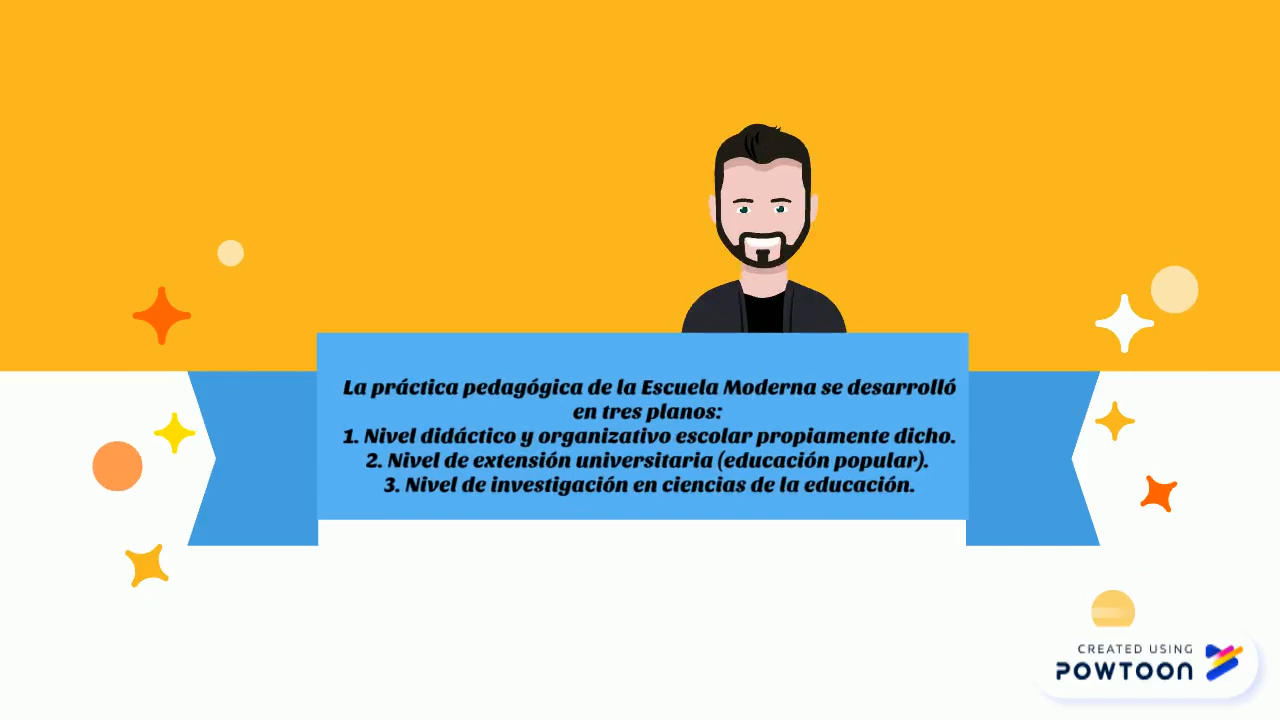 La práctica pedagógica de la Escuela Moderna se desarrolló
en tres planos:
1. Nivel didáctico y organizativo escolar propiamente dicho.
2. Nivel de extensión universitaria (educación popular).
3. Nivel de investigación en ciencias de la educación.
CREATED USING
POWTOON